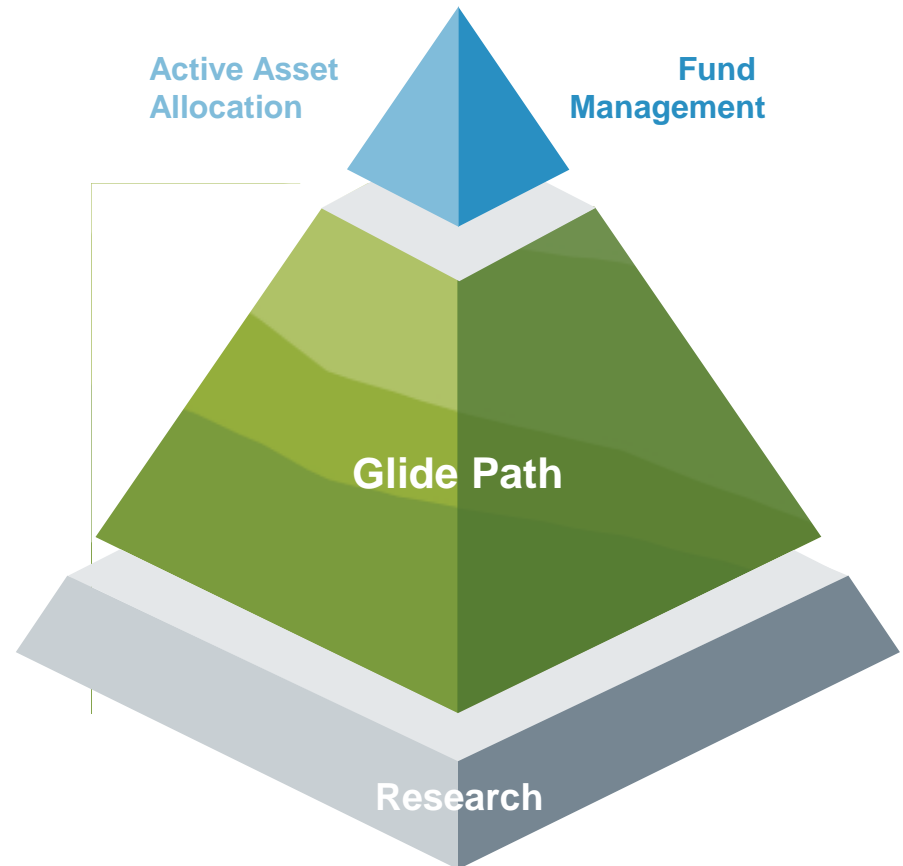 Active Asset
Allocation
Fund
Management
Glide Path
Research